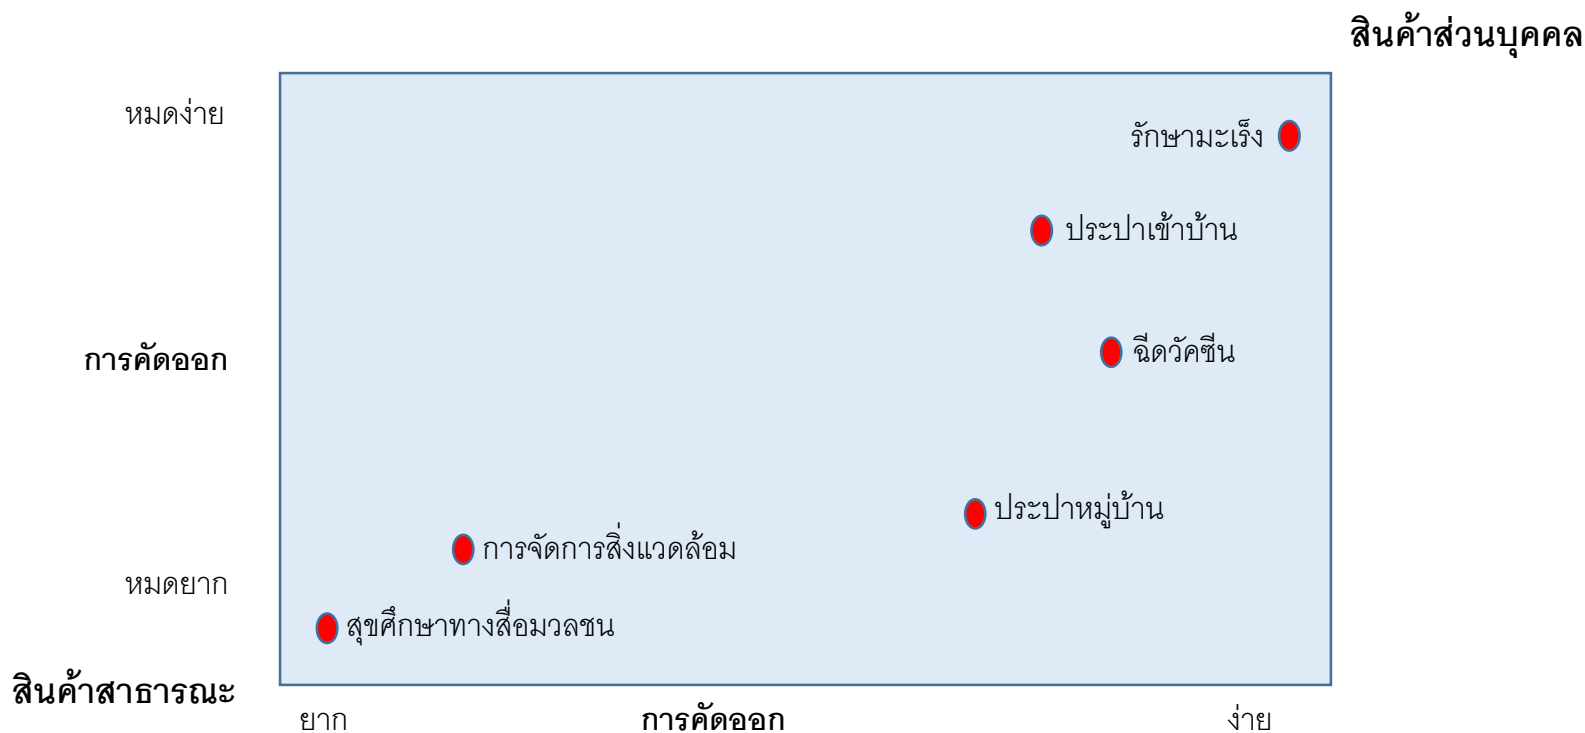 สินค้าส่วนบุคคล
หมดง่าย
รักษามะเร็ง
ประปาเข้าบ้าน
ฉีดวัคซีน
การคัดออก
ประปาหมู่บ้าน
การจัดการสิ่งแวดล้อม
หมดยาก
สุขศึกษาทางสื่อมวลชน
สินค้าสาธารณะ
ยาก
การคัดออก
ง่าย